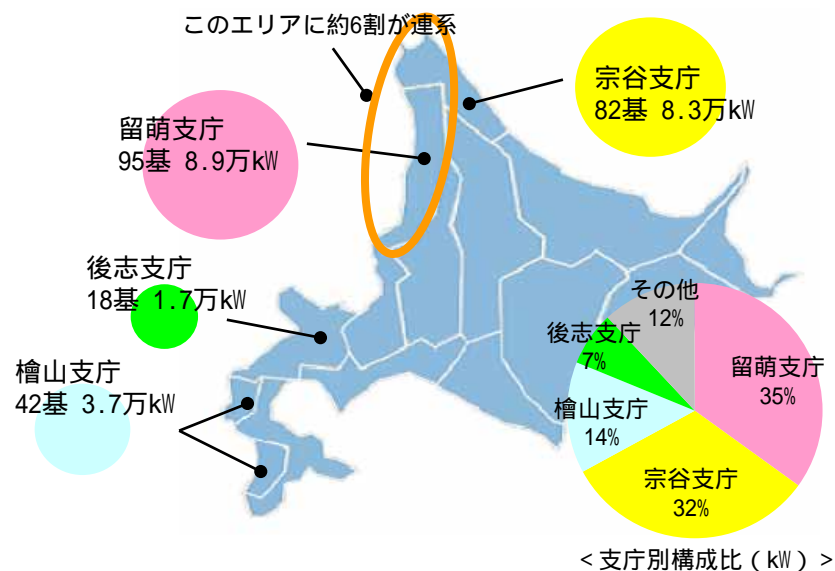 このエリアに約6割が連系
宗谷支庁
82基 8.3万kW
留萌支庁
95基 8.9万kW
後志支庁
18基 1.7万kW
檜山支庁
42基 3.7万kW
その他
12%
後志支庁
7%
留萌支庁
35%
檜山支庁
14%
宗谷支庁
32%
<支庁別構成比(kW)>